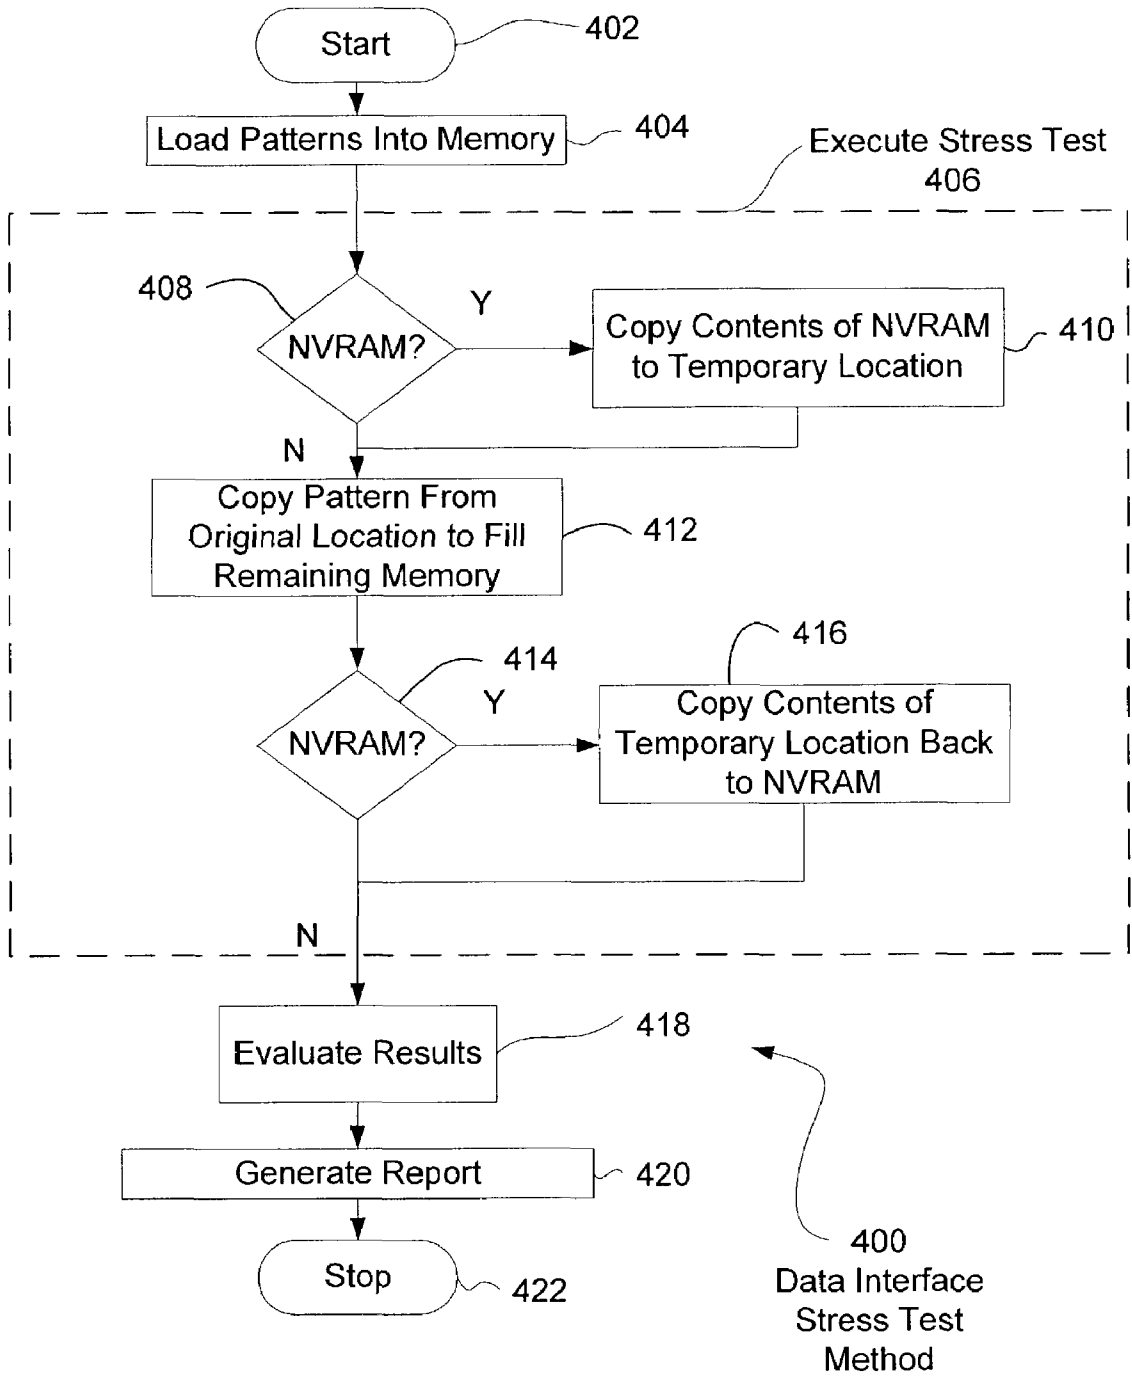 Start
402
Load Patterns Into Memory
404
Execute Stress Test
406
408
NVRAM?
Y
Copy Contents of NVRAM
to Temporary Location
410
N
Copy Pattern From
Original Location to Fill
Remaining Memory
412
414
NVRAM?
Y
416
Copy Contents of
Temporary Location Back
to NVRAM
N
Evaluate Results
418
Generate Report
420
Stop
422
400
Data Interface
Stress Test
Method